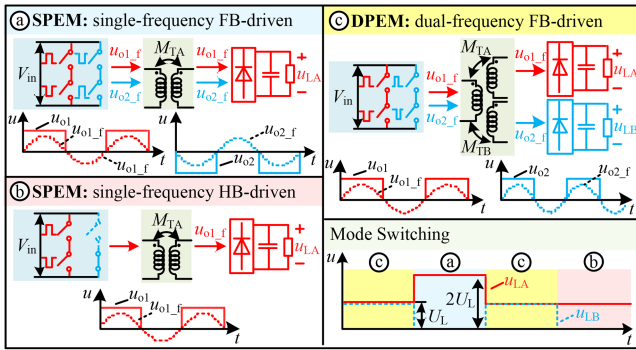 ⓐ SPEM: single-frequency FB-driven
V_in
u_o1_f
u_o2_f
M_TA
u_o1_f
u_o2_f
+
u_LA
−
u
u_o1
u_o1_f
u_o1_f
t
u
u_o2_f
u_o2
t
ⓑ SPEM: single-frequency HB-driven
V_in
M_TA
u_o1_f
+
u_LA
−
u
u_o1
u_o1_f
t
ⓒ DPEM: dual-frequency FB-driven
V_in
u_o1_f
u_o2_f
M_TA
M_TB
u_o1_f
u_o2_f
+
u_LA
−
+
u_LB
−
u
u_o1
u_o1_f
t
u
u_o2
u_o2_f
t
Mode Switching
u
ⓒ ⓐ ⓒ ⓑ
u_LA
2U_L
U_L
u_LB
t